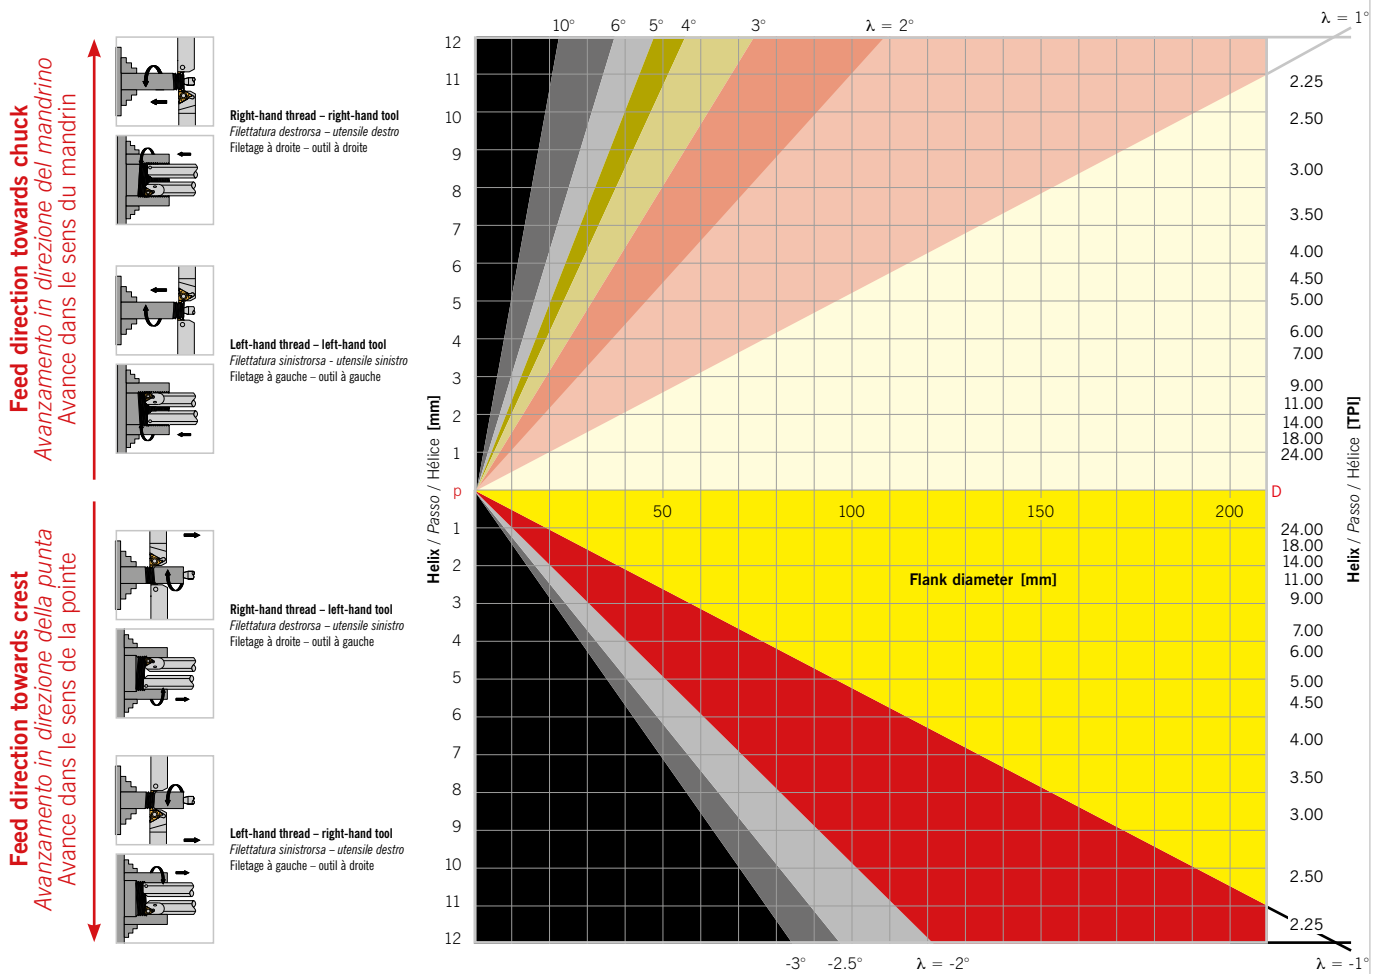 Feed direction towards chuck
Avanzamento in direzione del mandrino
Avance dans le sens du mandrin
Feed direction towards crest
Avanzamento in direzione della punta
Avance dans le sens de la pointe
Right-hand thread – right-hand tool
Filettatura destrorsa – utensile destro
Filetage à droite – outil à droite
Left-hand thread – left-hand tool
Filettatura sinistrorsa - utensile sinistro
Filetage à gauche – outil à gauche
Right-hand thread – left-hand tool
Filettatura destrorsa – utensile sinistro
Filetage à droite – outil à gauche
Left-hand thread – right-hand tool
Filettatura sinistrorsa – utensile destro
Filetage à gauche – outil à droite
Helix / Passo / Hélice [mm]
10° 6° 5° 4° 3° λ = 2° λ = 1°
12
11
10
9
8
7
6
5
4
3
2
1
p
1
2
3
4
5
6
7
8
9
10
11
12
50 100 150 200
D
Flank diameter [mm]
2.25
2.50
3.00
3.50
4.00
4.50
5.00
6.00
7.00
9.00
11.00
14.00
18.00
24.00
24.00
18.00
14.00
11.00
9.00
7.00
6.00
5.00
4.50
4.00
3.50
3.00
2.50
2.25
Helix / Passo / Hélice [TPI]
-3° -2.5° λ = -2° λ = -1°